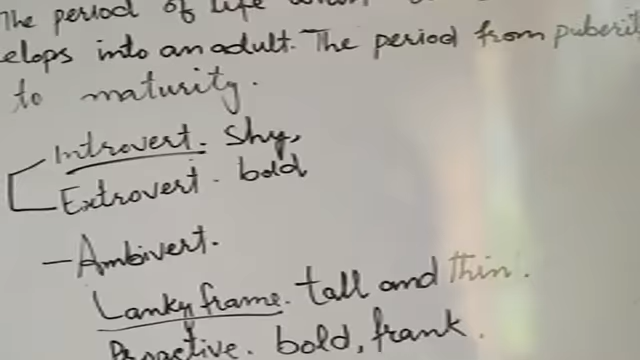 The period of life
elops into an adult. The period from puberit
to maturity.
Introvert. Shy,
Extrovert. bold
- Ambivert.
Lanky frame. tall and thin.
Proactive. bold, frank.